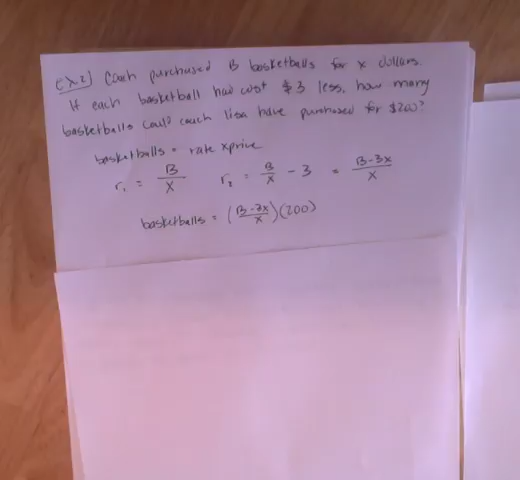 Ex.2) Coach purchased B basketballs for x dollars.
If each basketball had cost $3 less, how many
basketballs could coach lisa have purchased for $200?
basketballs = rate x price
r₁ = B/x r₂ = B/x - 3 = B-3x/x
basketballs = (B-3x/x)(200)